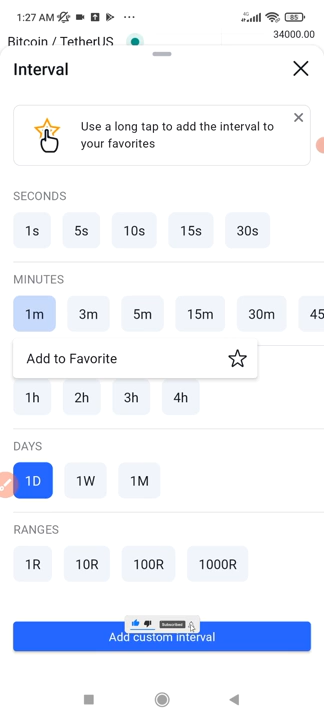 1:27 AM
4G
85
Bitcoin / TetherUS
34000.00
Interval
Use a long tap to add the interval to
your favorites
SECONDS
1s 5s 10s 15s 30s
MINUTES
1m 3m 5m 15m 30m 45
Add to Favorite
1h 2h 3h 4h
DAYS
1D 1W 1M
RANGES
1R 10R 100R 1000R
Subscribed
Add custom interval